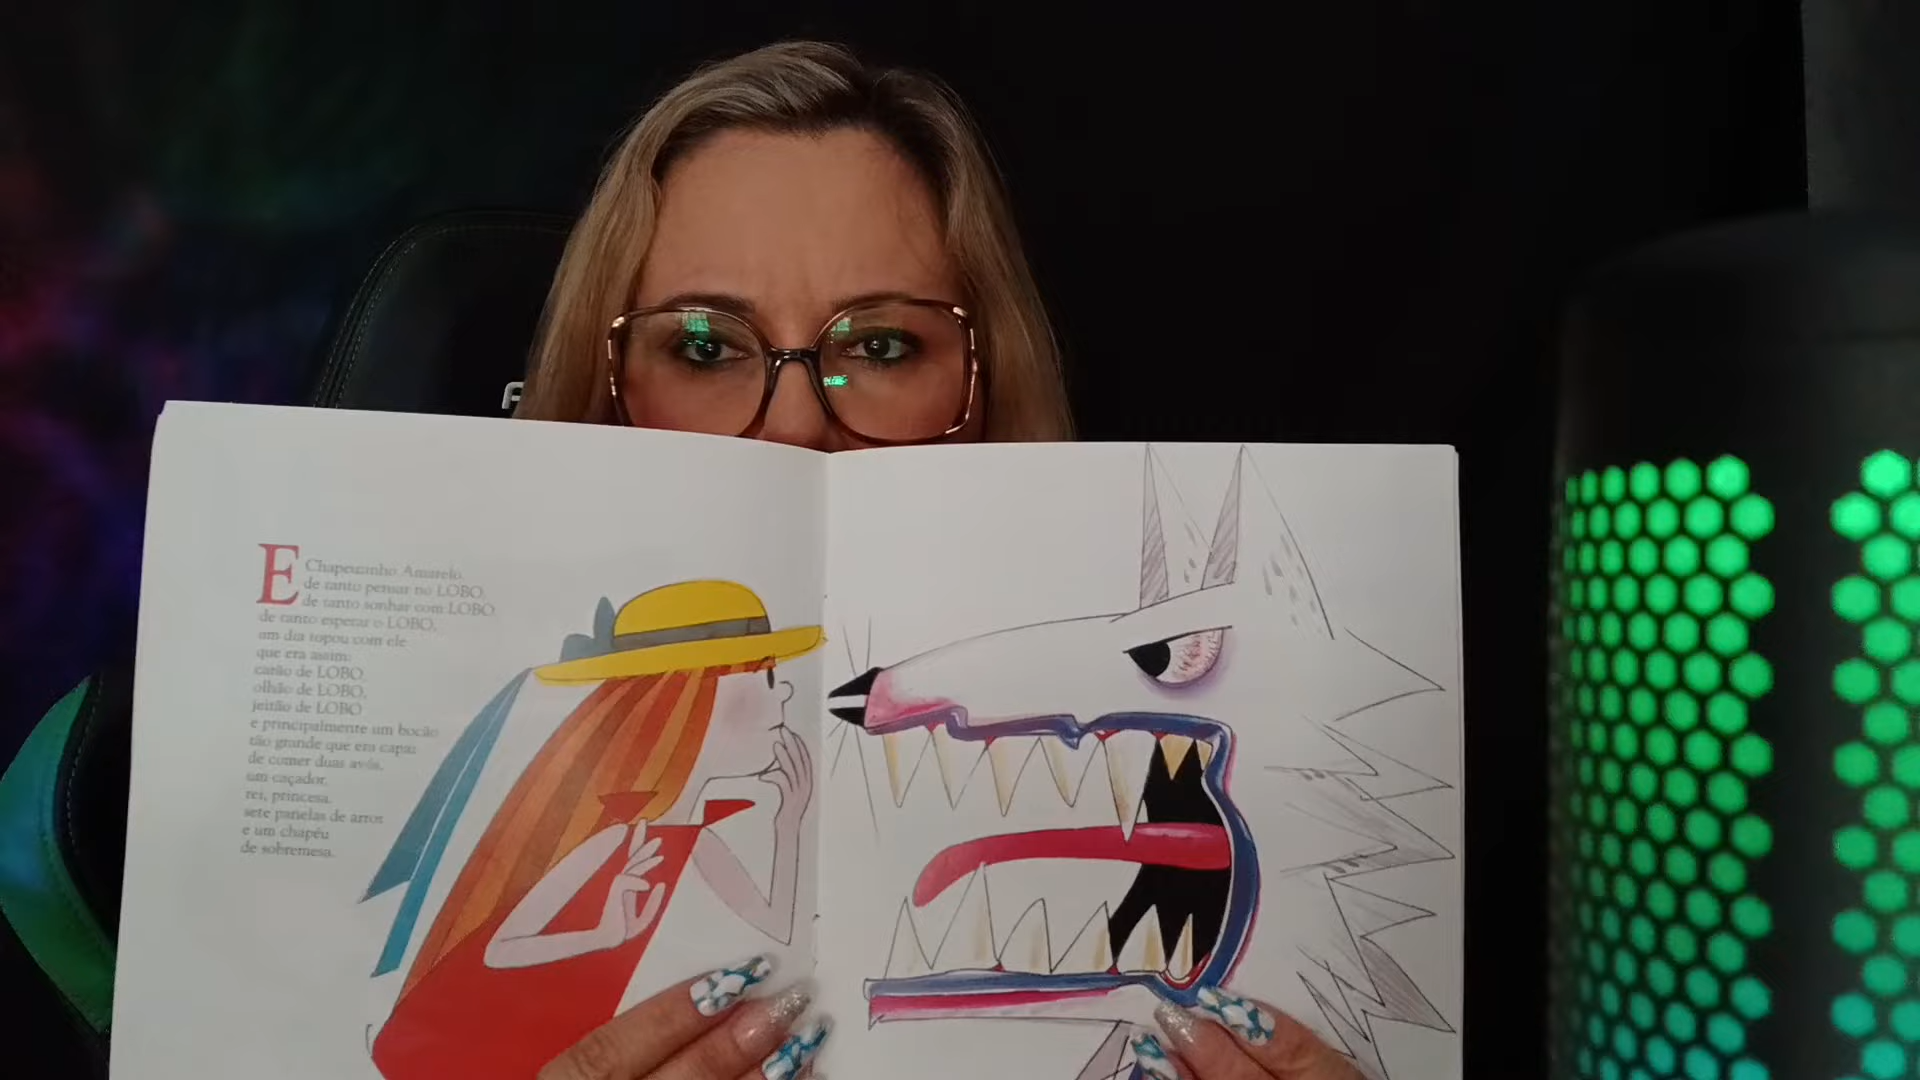 E Chapeuzinho Amarelo,
de tanto pensar no LOBO,
de tanto sonhar com LOBO,
de tanto esperar o LOBO,
um dia topou com ele
que era assim:
carão de LOBO,
olhão de LOBO,
jeitão de LOBO
e principalmente um bocão
tão grande que era capaz
de comer duas avós,
um caçador,
rei, princesa,
sete panelas de arroz
e um chapéu
de sobremesa.